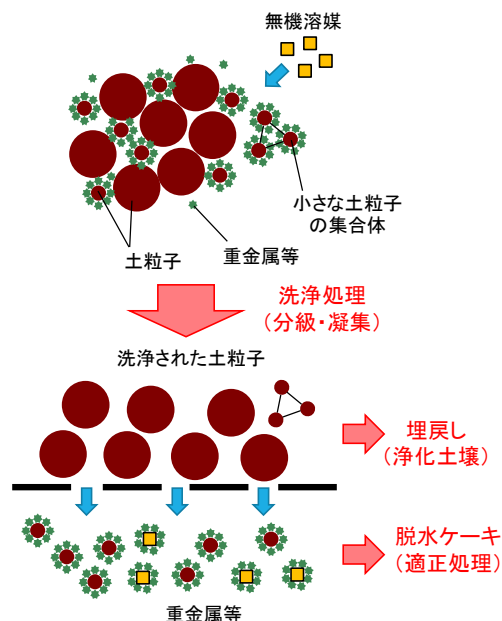 無機溶媒
小さな土粒子
の集合体
土粒子
重金属等
洗浄処理
（分級・凝集）
洗浄された土粒子
埋戻し
（浄化土壌）
脱水ケーキ
（適正処理）
重金属等